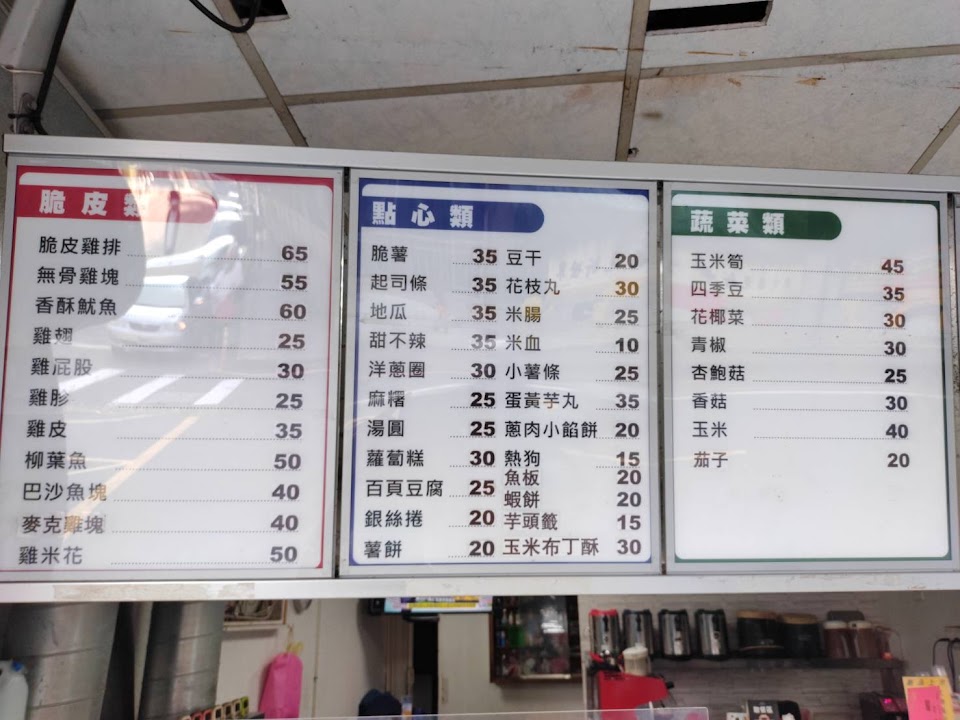 脆皮類
脆皮雞排 65
無骨雞塊 55
香酥魷魚 60
雞翅 25
雞屁股 30
雞胗 25
雞皮 35
柳葉魚 50
巴沙魚塊 40
麥克雞塊 40
雞米花 50
點心類
脆薯 35
起司條 35
地瓜 35
甜不辣 35
洋蔥圈 30
麻糬 25
湯圓 25
蘿蔔糕 30
百頁豆腐 25
銀絲捲 20
薯餅 20
豆干 20
花枝丸 30
米腸 25
米血 10
小薯條 25
蛋黃芋丸 35
蔥肉小餡餅 20
熱狗 15
魚板 20
蝦餅 20
芋頭籤 15
玉米布丁酥 30
蔬菜類
玉米筍 45
四季豆 35
花椰菜 30
青椒 30
杏鮑菇 25
香菇 30
玉米 40
茄子 20